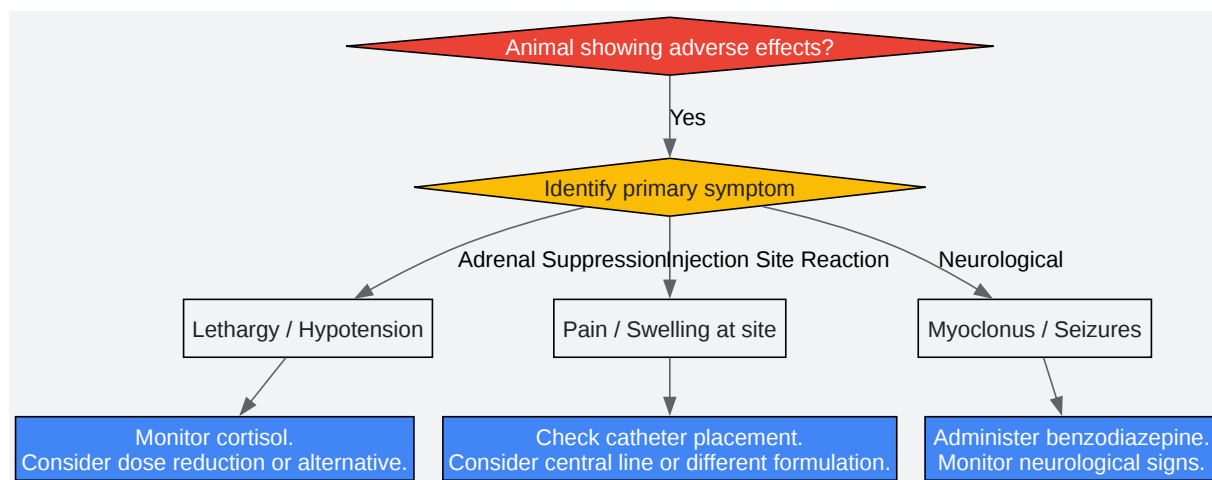 Animal showing adverse effects?
Yes
Identify primary symptom
Adrenal Suppression
Injection Site Reaction
Neurological
Lethargy / Hypotension
Pain / Swelling at site
Myoclonus / Seizures
Monitor cortisol.
Consider dose reduction or alternative.
Check catheter placement.
Consider central line or different formulation.
Administer benzodiazepine.
Monitor neurological signs.